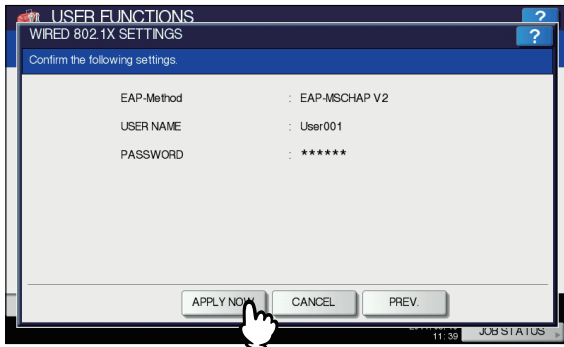 USER FUNCTIONS ?
WIRED 802.1X SETTINGS ?
Confirm the following settings.
EAP-Method : EAP-MSCHAP V2
USER NAME : User001
PASSWORD : ******
APPLY NOW CANCEL PREV.
11:39 JOB STATUS